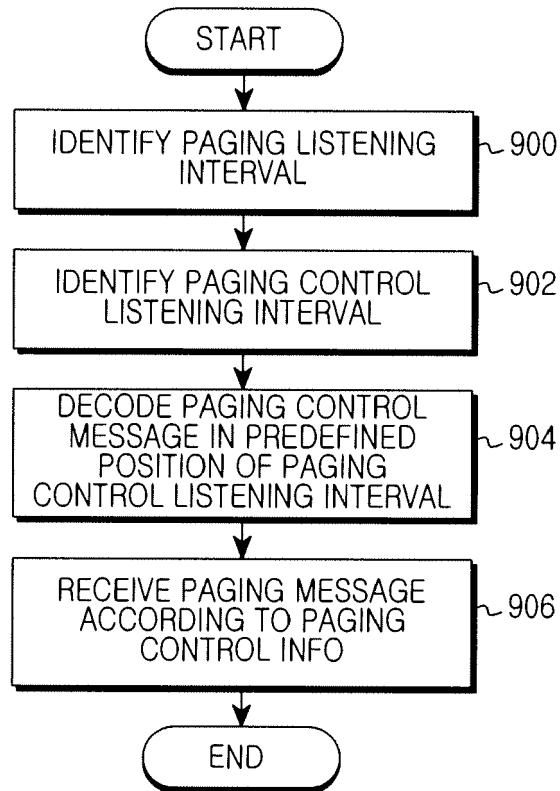 START
IDENTIFY PAGING LISTENING
INTERVAL
900
IDENTIFY PAGING CONTROL
LISTENING INTERVAL
902
DECODE PAGING CONTROL
MESSAGE IN PREDEFINED
POSITION OF PAGING
CONTROL LISTENING INTERVAL
904
RECEIVE PAGING MESSAGE
ACCORDING TO PAGING
CONTROL INFO
906
END